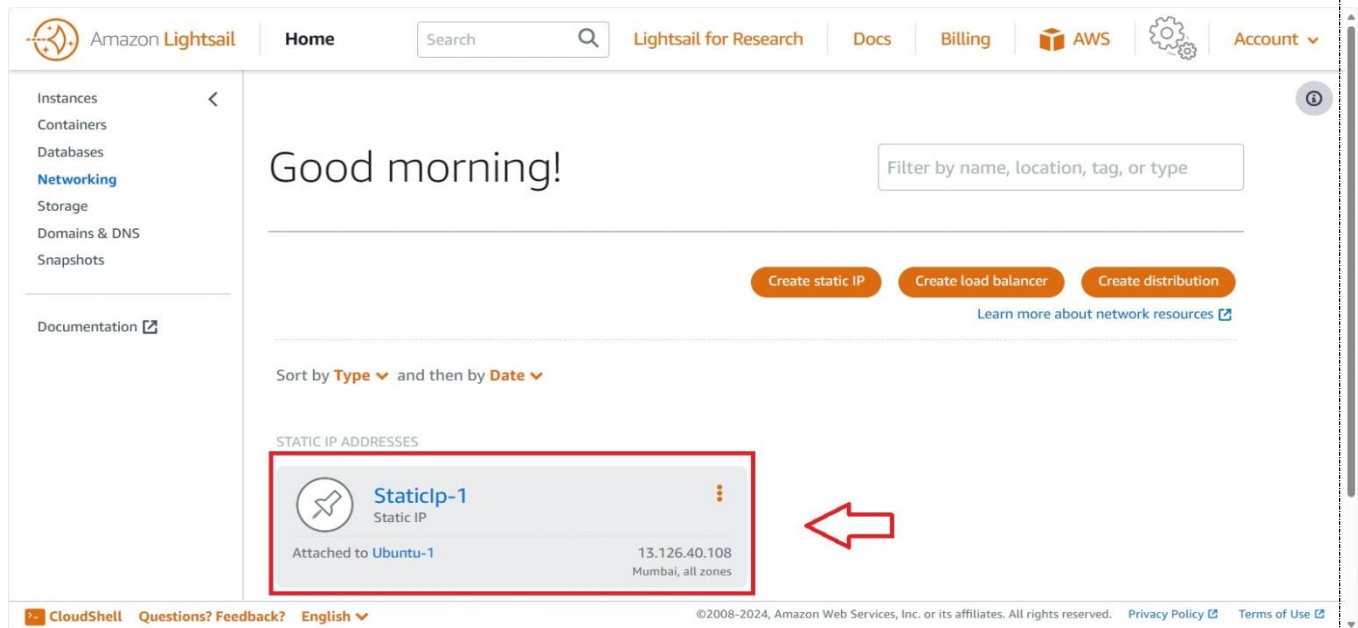 Amazon Lightsail Home Search Lightsail for Research Docs Billing AWS Account
Instances
Containers
Databases
Networking
Storage
Domains & DNS
Snapshots
Documentation
Good morning!
Filter by name, location, tag, or type
Create static IP Create load balancer Create distribution
Learn more about network resources
Sort by Type and then by Date
STATIC IP ADDRESSES
StaticIp-1
Static IP
Attached to Ubuntu-1 13.126.40.108
Mumbai, all zones
CloudShell Questions? Feedback? English ©2008-2024, Amazon Web Services, Inc. or its affiliates. All rights reserved. Privacy Policy Terms of Use